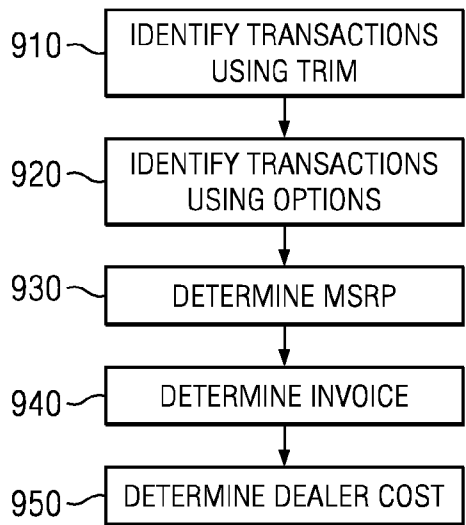 910
IDENTIFY TRANSACTIONS
USING TRIM
920
IDENTIFY TRANSACTIONS
USING OPTIONS
930
DETERMINE MSRP
940
DETERMINE INVOICE
950
DETERMINE DEALER COST